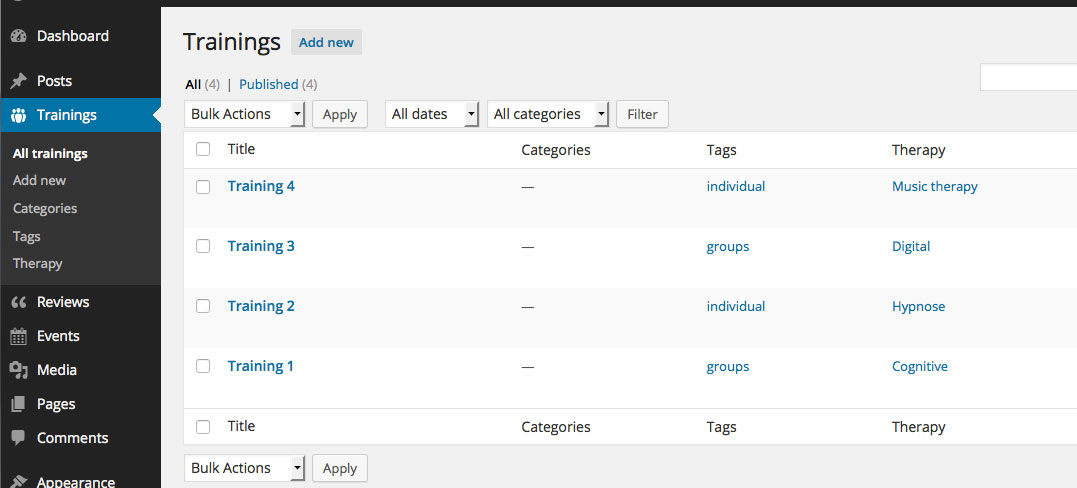 Dashboard
Posts
Trainings
All trainings
Add new
Categories
Tags
Therapy
Reviews
Events
Media
Pages
Comments
Appearance
Trainings Add new
All (4) | Published (4)
Bulk Actions Apply All dates All categories Filter
Title Categories Tags Therapy
Training 4 — individual Music therapy
Training 3 — groups Digital
Training 2 — individual Hypnose
Training 1 — groups Cognitive
Title Categories Tags Therapy
Bulk Actions Apply